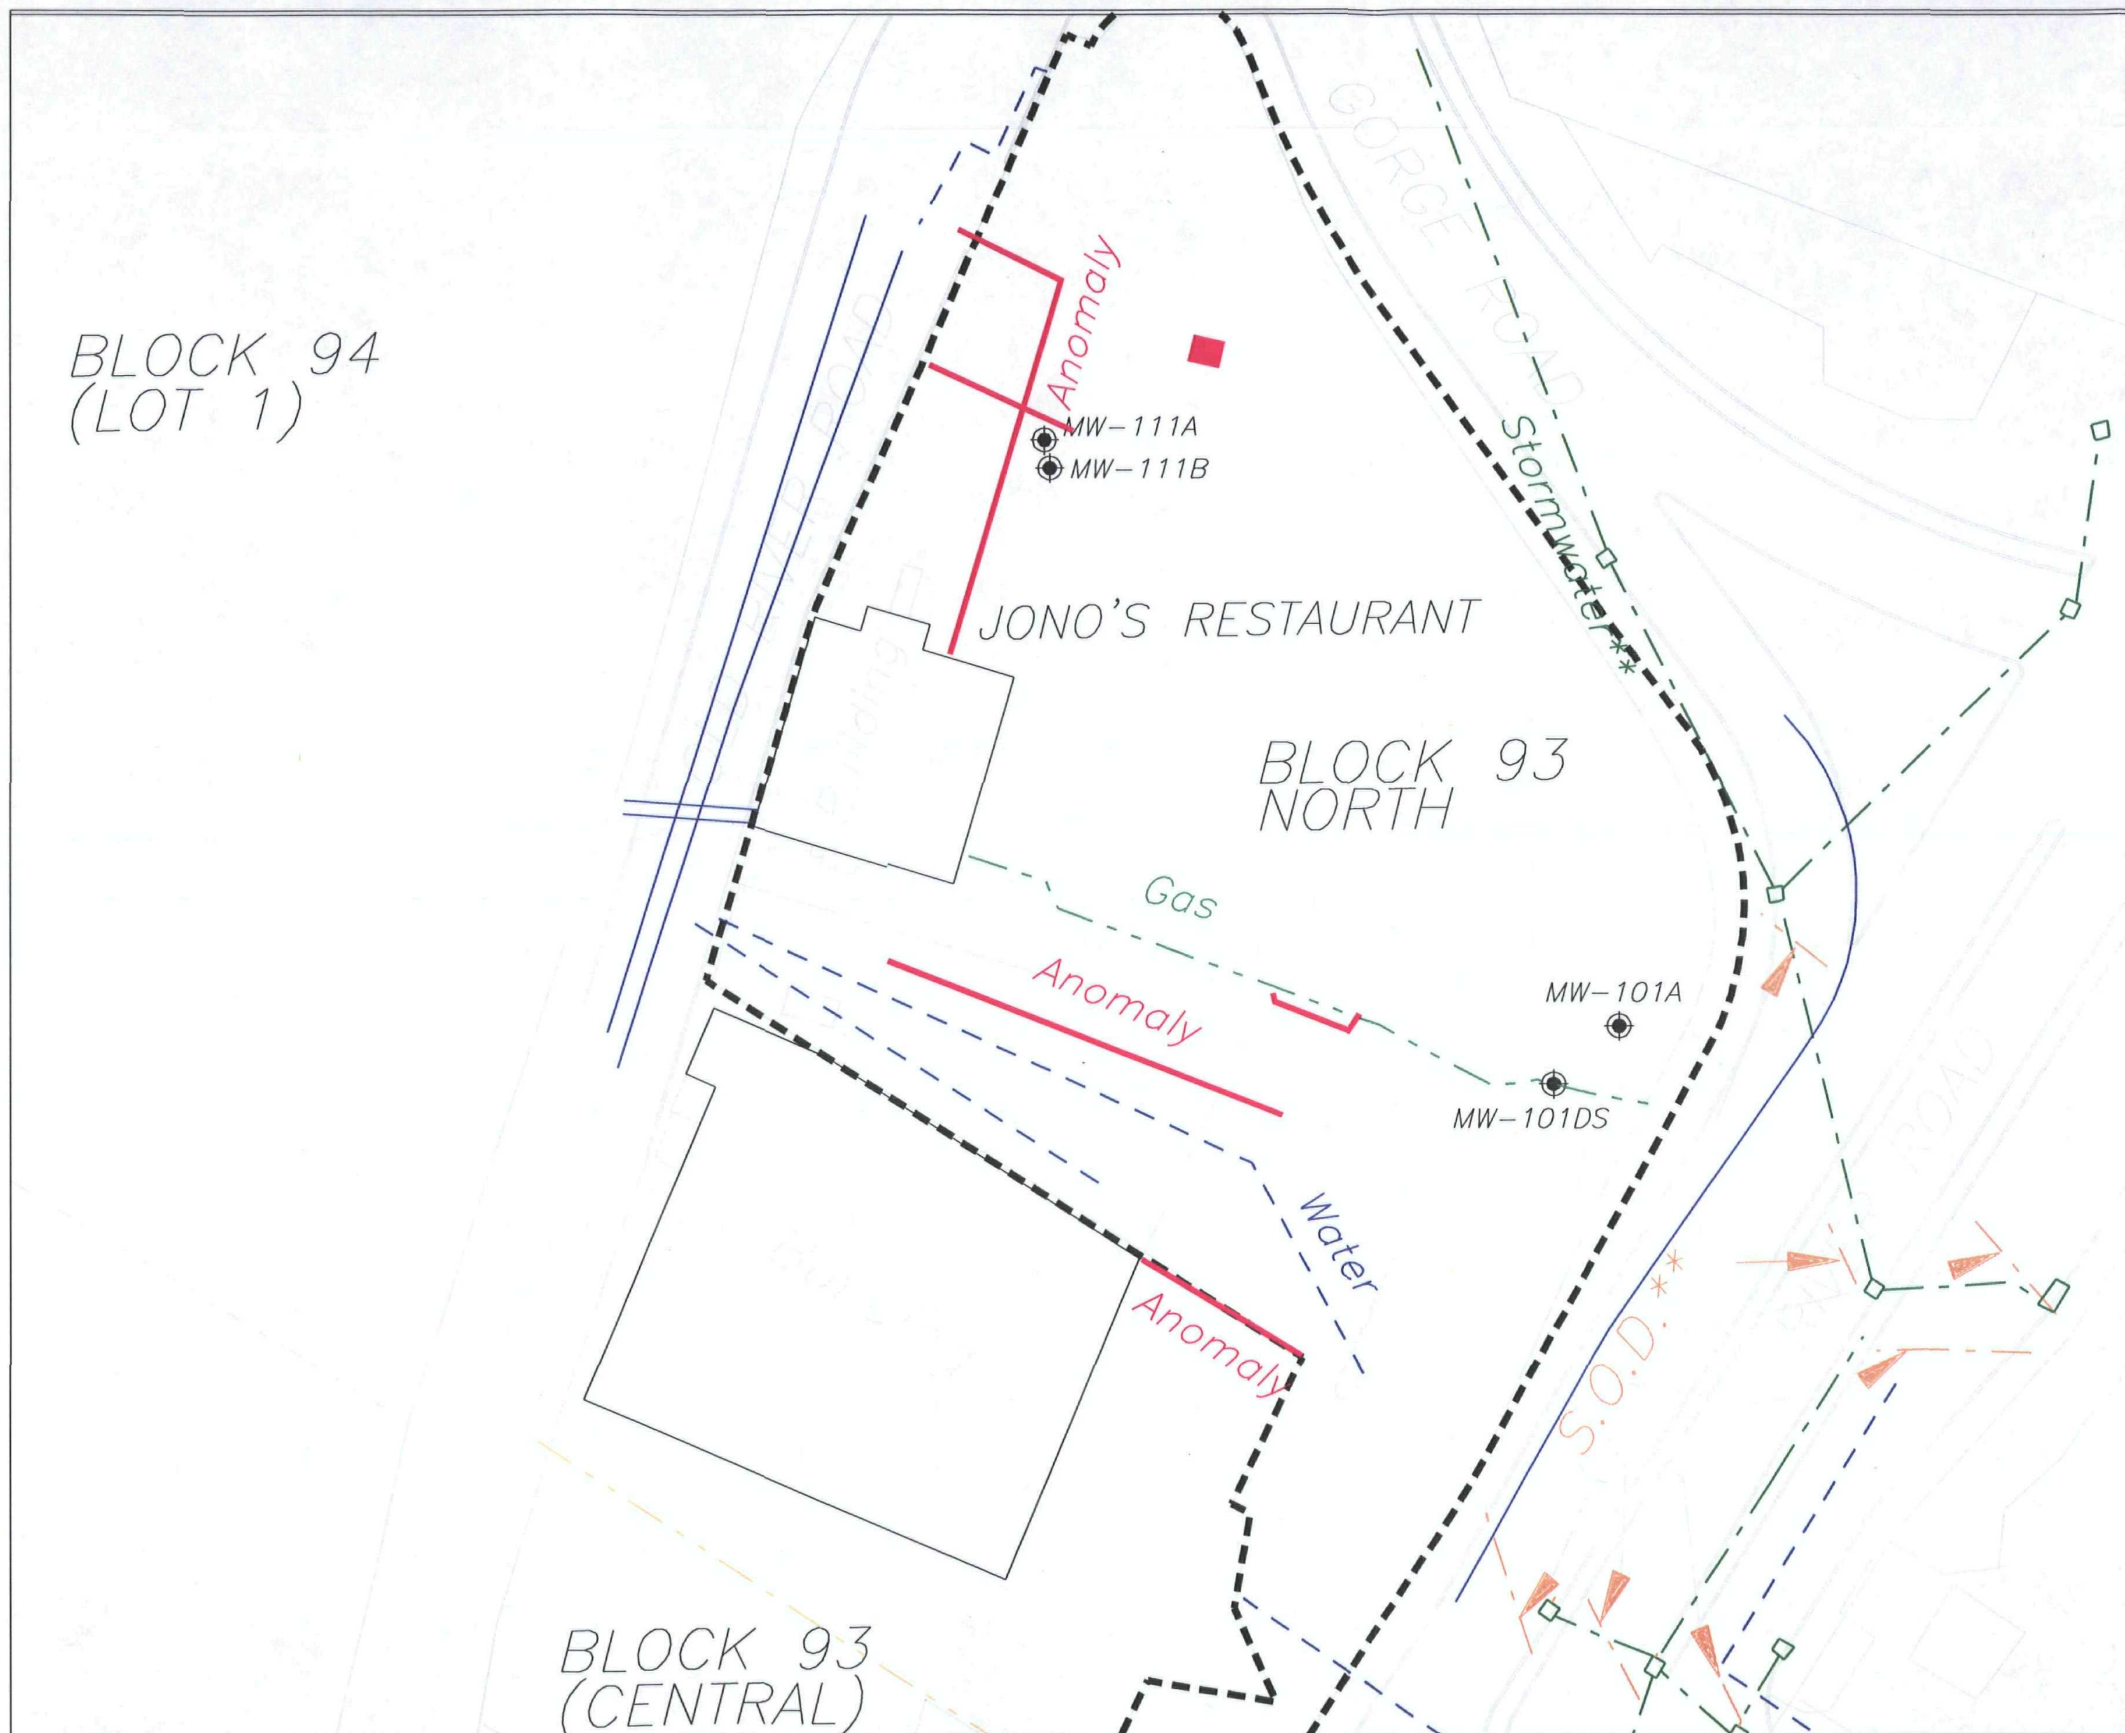 GORGE ROAD
Anomaly
BLOCK 94
(LOT 1)
MW-111A
MW-111B
Stormwater**
JONO'S RESTAURANT
Building
BLOCK 93
NORTH
Gas
Anomaly
MW-101A
MW-101DS
Water
Anomaly
S.O.D.**
BLOCK 93
(CENTRAL)